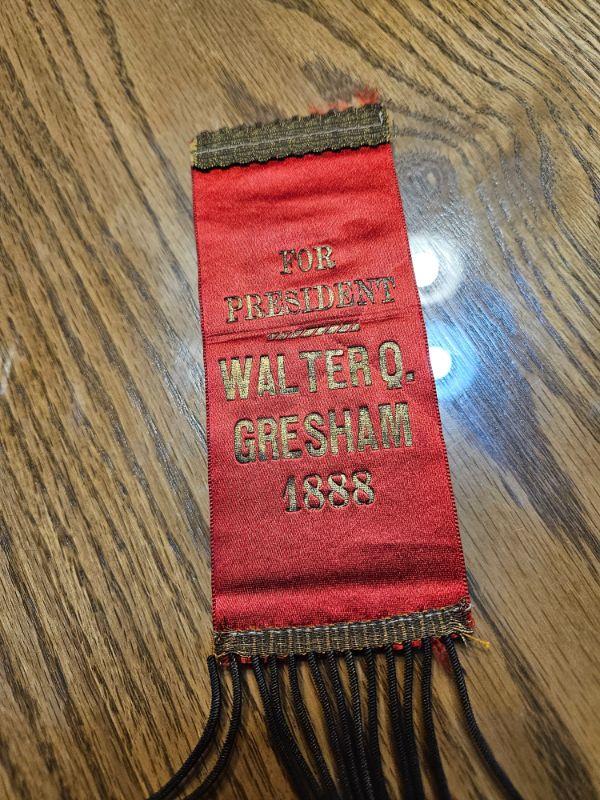 FOR
PRESIDENT
WALTER Q.
GRESHAM
1888